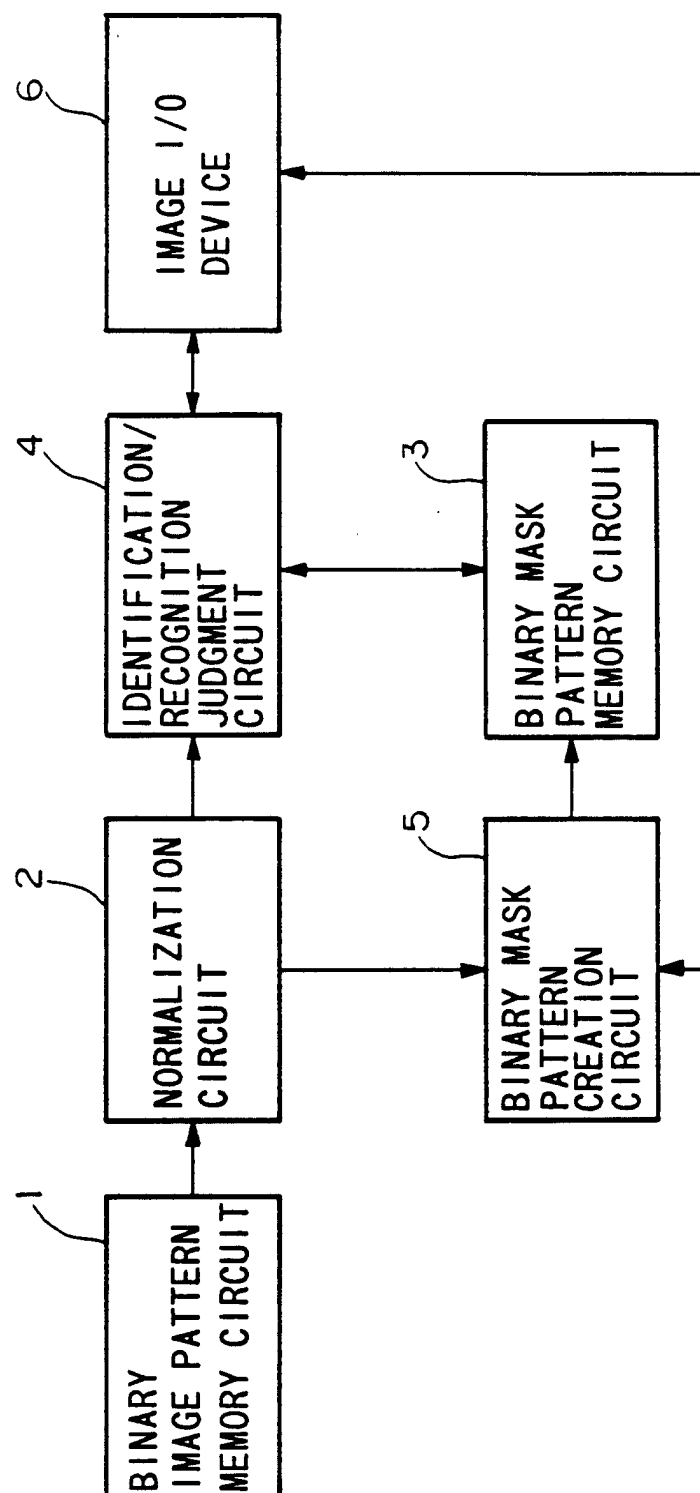 1
BINARY
IMAGE PATTERN
MEMORY CIRCUIT
2
NORMALIZATION
CIRCUIT
4
IDENTIFICATION/
RECOGNITION
JUDGMENT
CIRCUIT
6
IMAGE I/O
DEVICE
5
BINARY MASK
PATTERN
CREATION
CIRCUIT
3
BINARY MASK
PATTERN
MEMORY CIRCUIT